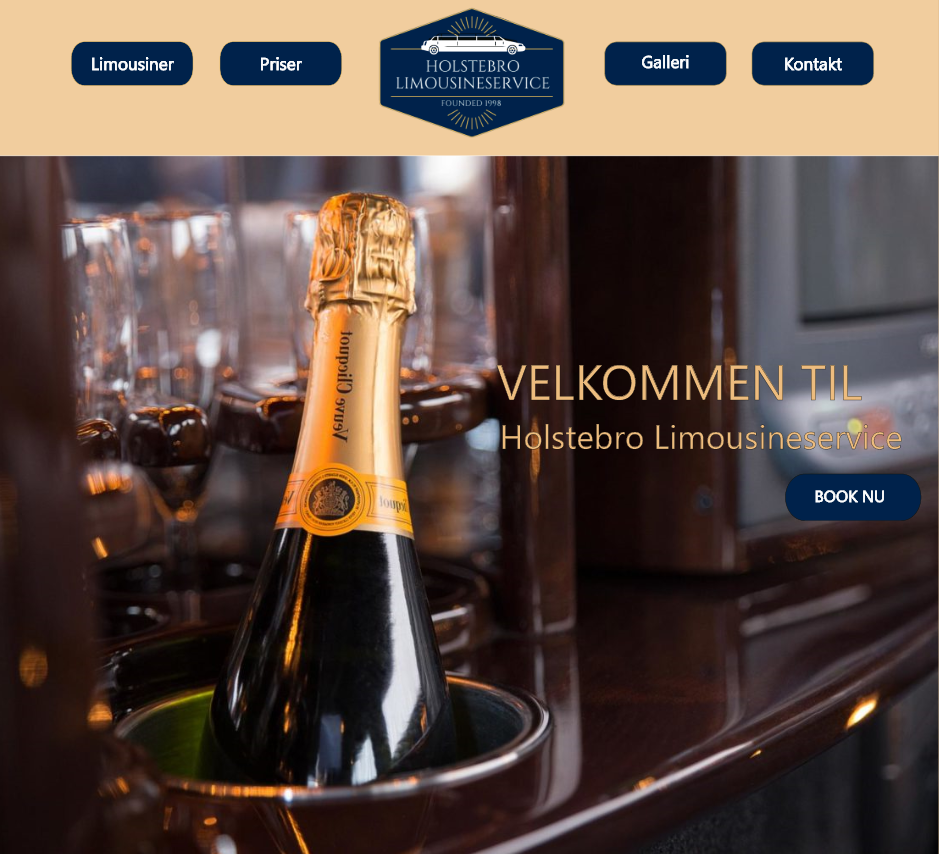 Limousiner
Priser
HOLSTEBRO
LIMOUSINESERVICE
FOUNDED 1998
Galleri
Kontakt
Veuve Clicquot
VELKOMMEN TIL
Holstebro Limousineservice
BOOK NU